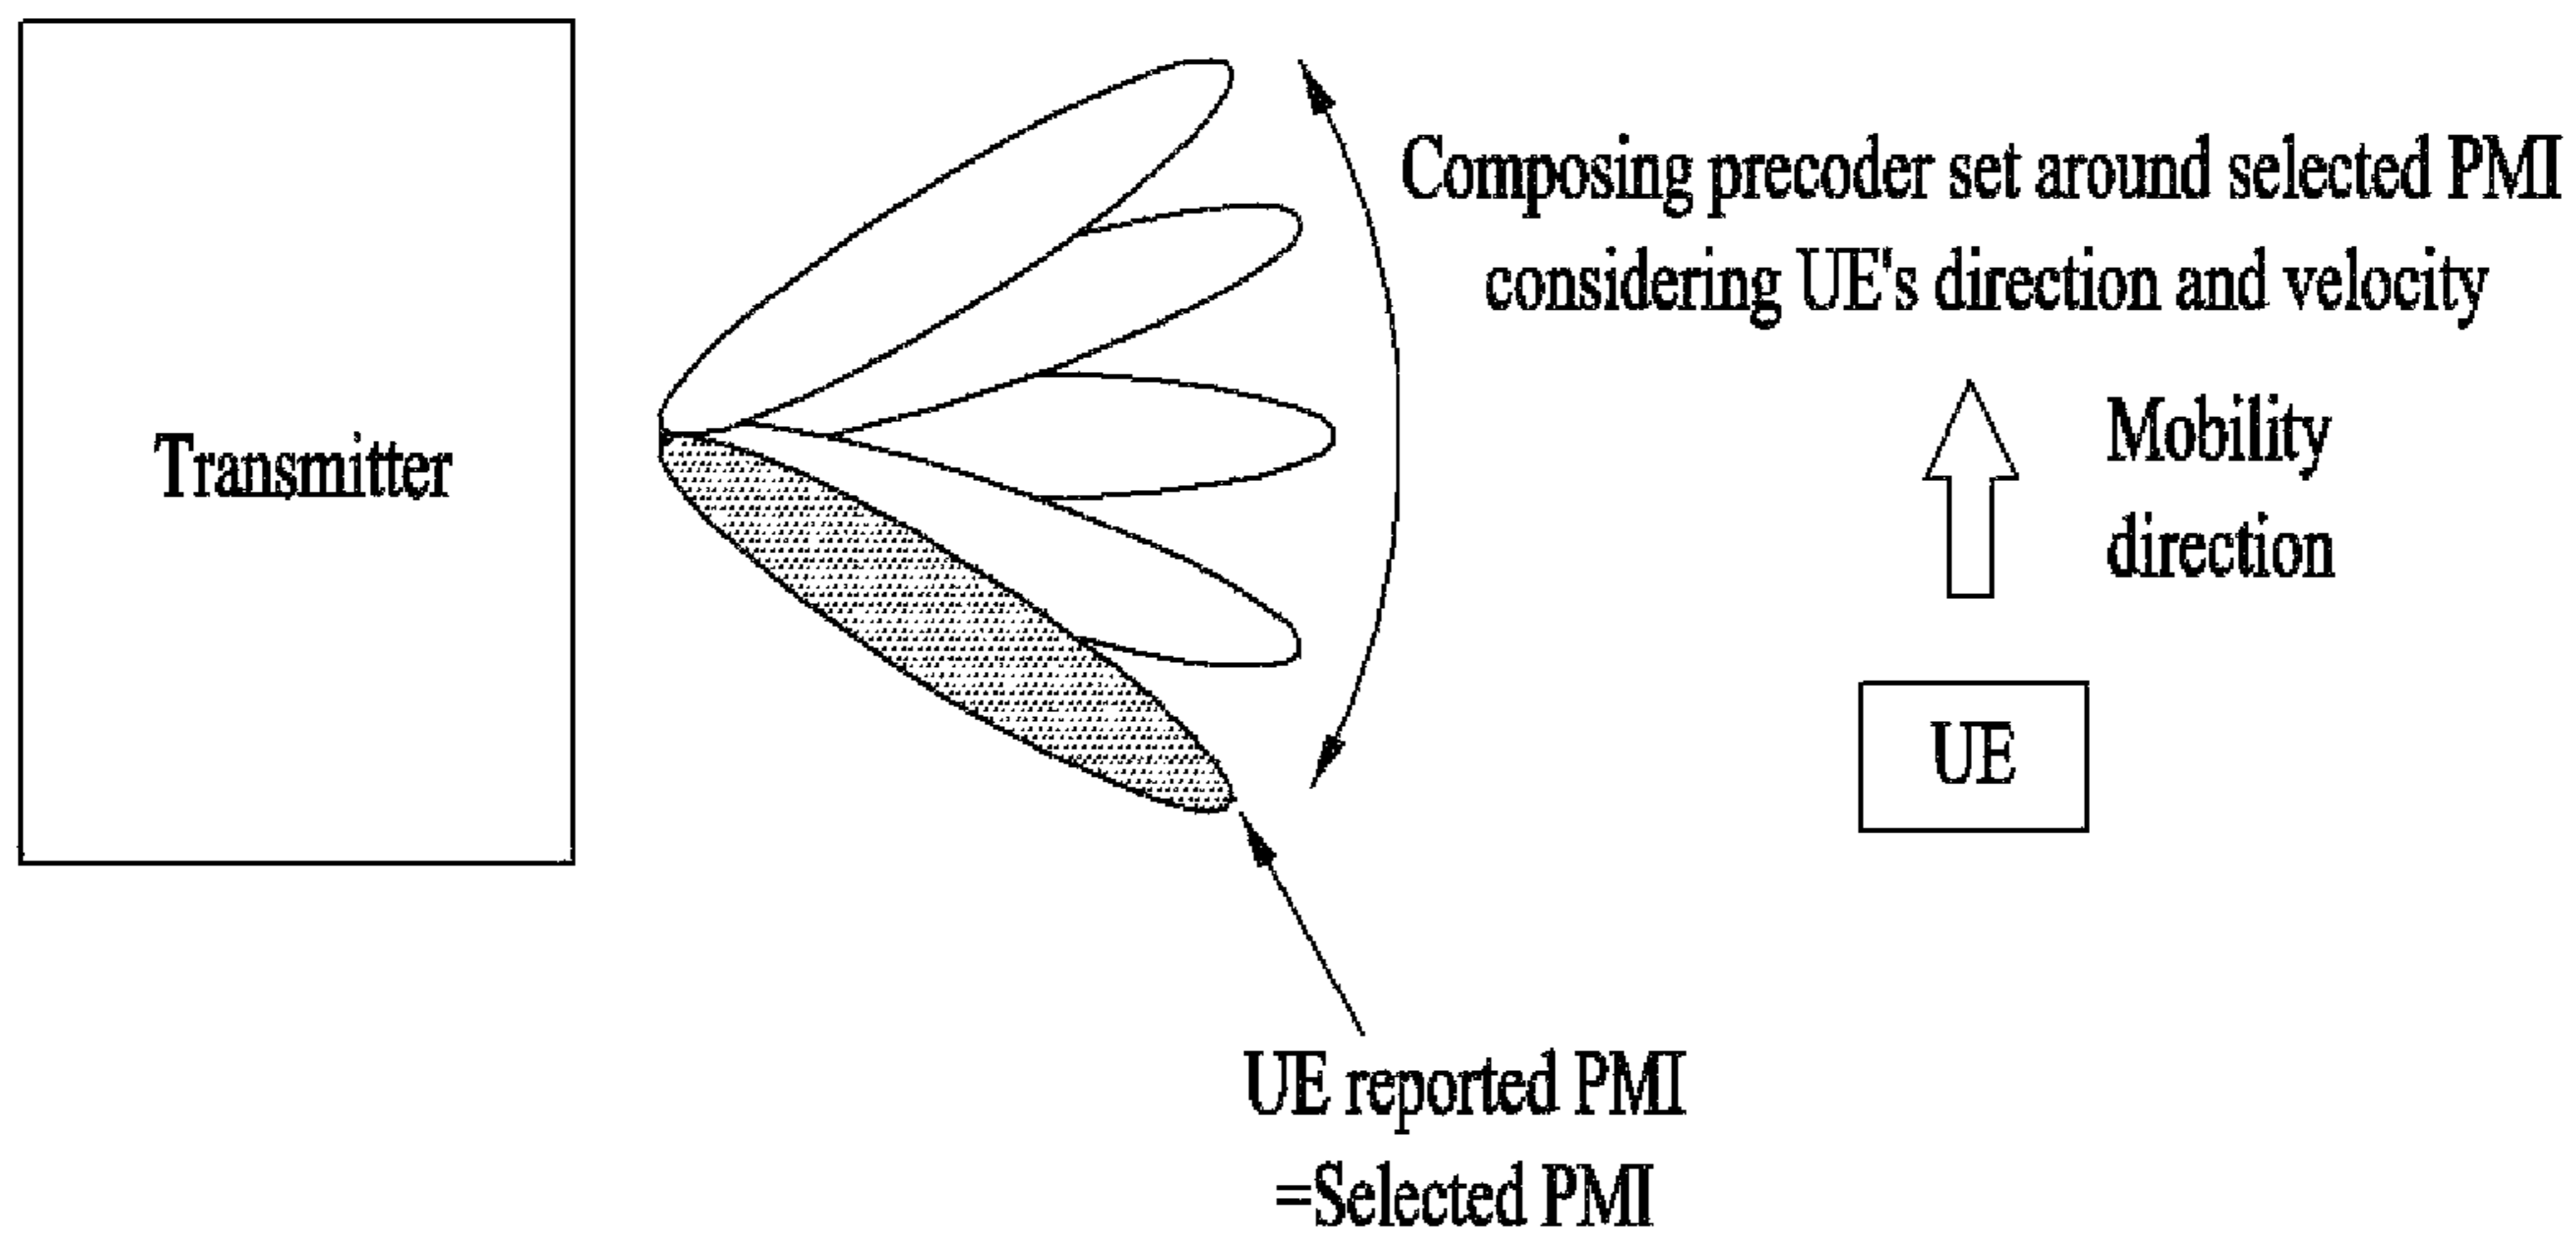 Composing precoder set around selected PMI
considering UE's direction and velocity
Transmitter
Mobility
direction
UE
UE reported PMI
=Selected PMI